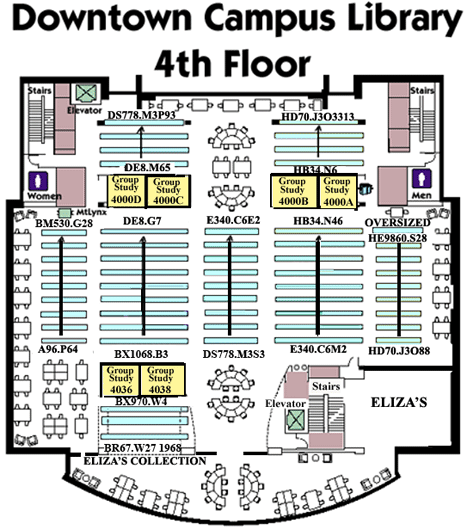 Downtown Campus Library
4th Floor
Stairs
Elevator
Stairs
DS778.M3P93
HD70.J3O3313
DE8.M65
HB34.N6
Group
Study
4000D
Group
Study
4000C
Group
Study
4000B
Group
Study
4000A
Women
MtLynx
Men
BM530.G28
DE8.G7
E340.C6E2
HB34.N46
OVERSIZED
HE9860.S28
A96.P64
BX1068.B3
DS778.M3S3
E340.C6M2
HD70.J3O88
Group
Study
4036
Group
Study
4038
Stairs
Elevator
ELIZA'S
BX970.W4
BR67.W27 1968
ELIZA'S COLLECTION